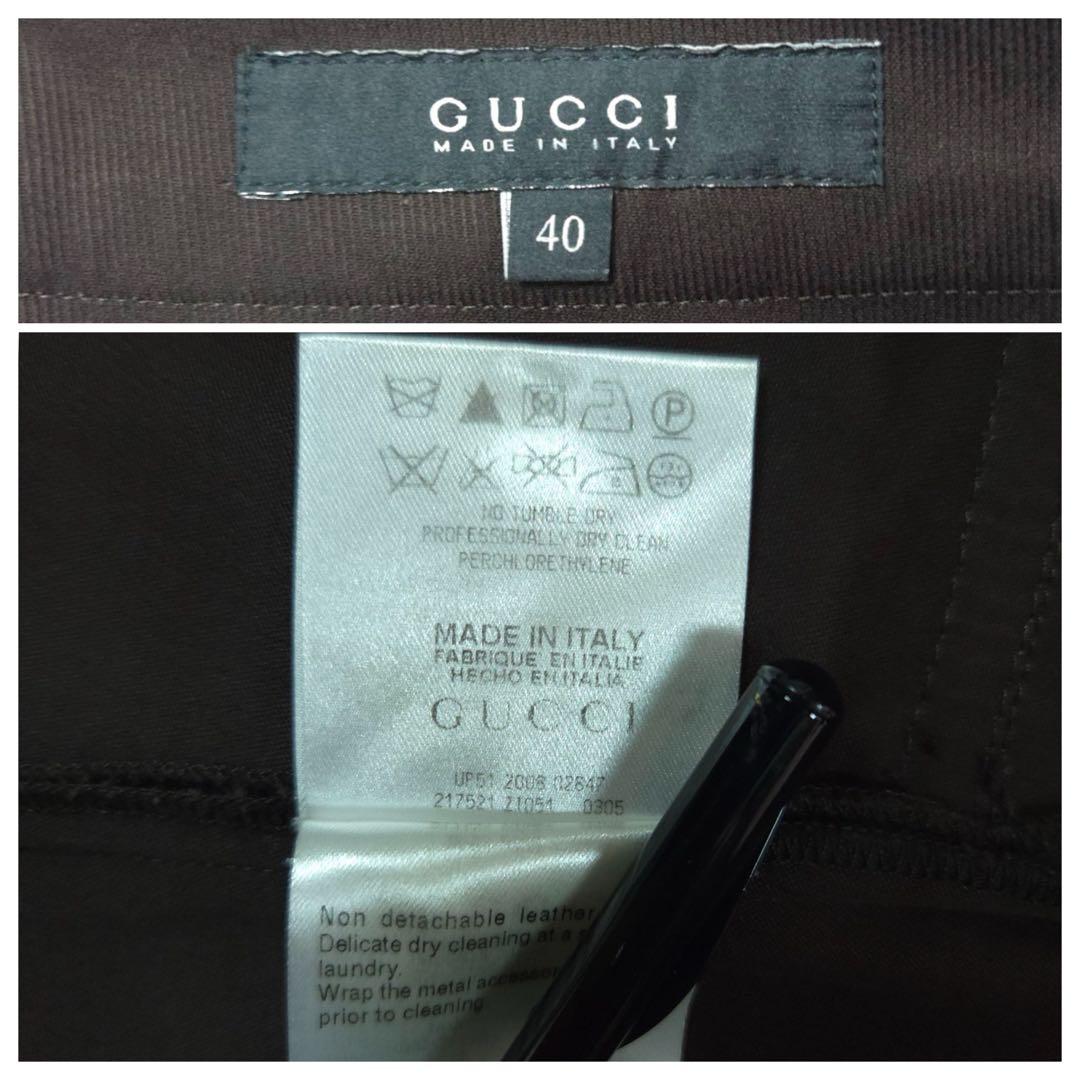 GUCCI
MADE IN ITALY
40
P
NO TUMBLE DRY
PROFESSIONALLY DRY CLEAN
PERCHLORETHYLENE
MADE IN ITALY
FABRIQUE EN ITALIE
HECHO EN ITALIA
GUCCI
UP51 2008 02847
217521 Z1051 0305
Non detachable leather
Delicate dry cleaning at a
laundry.
Wrap the metal
prior to cleaning